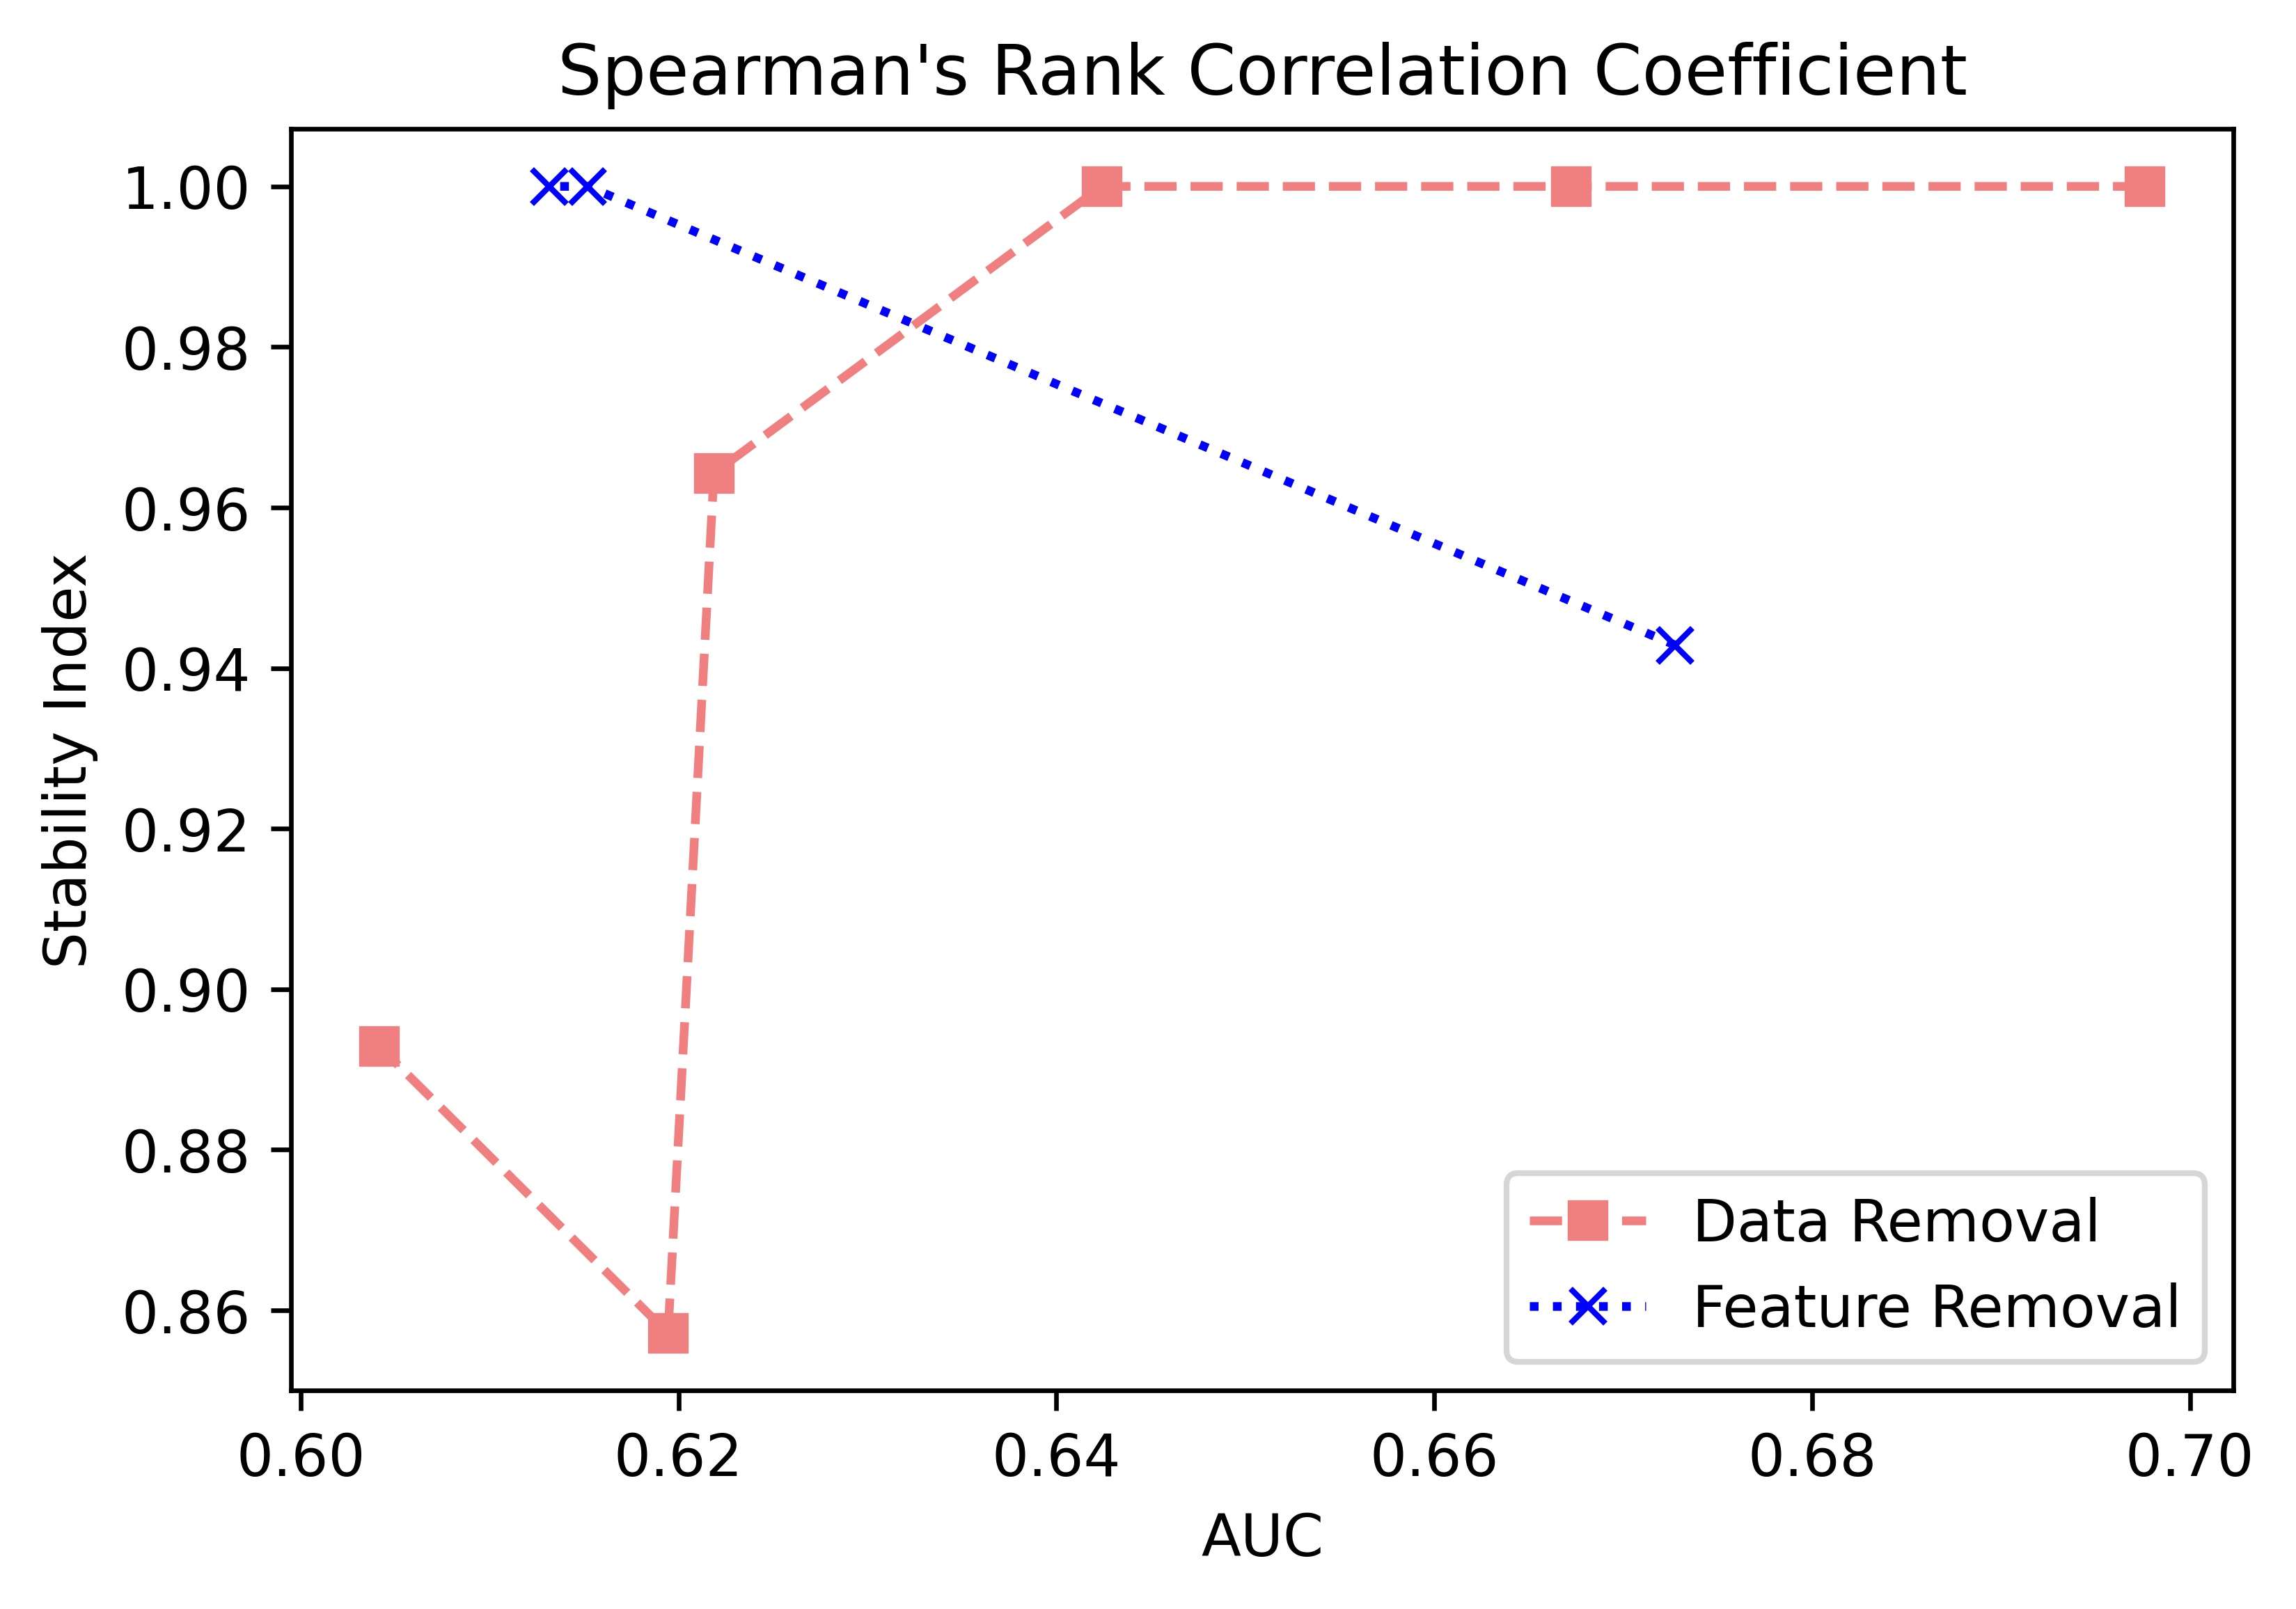 Spearman's Rank Correlation Coefficient
1.00
0.98
0.96
0.94
0.92
0.90
0.88
0.86
Stability Index
Data Removal
Feature Removal
0.60 0.62 0.64 0.66 0.68 0.70
AUC